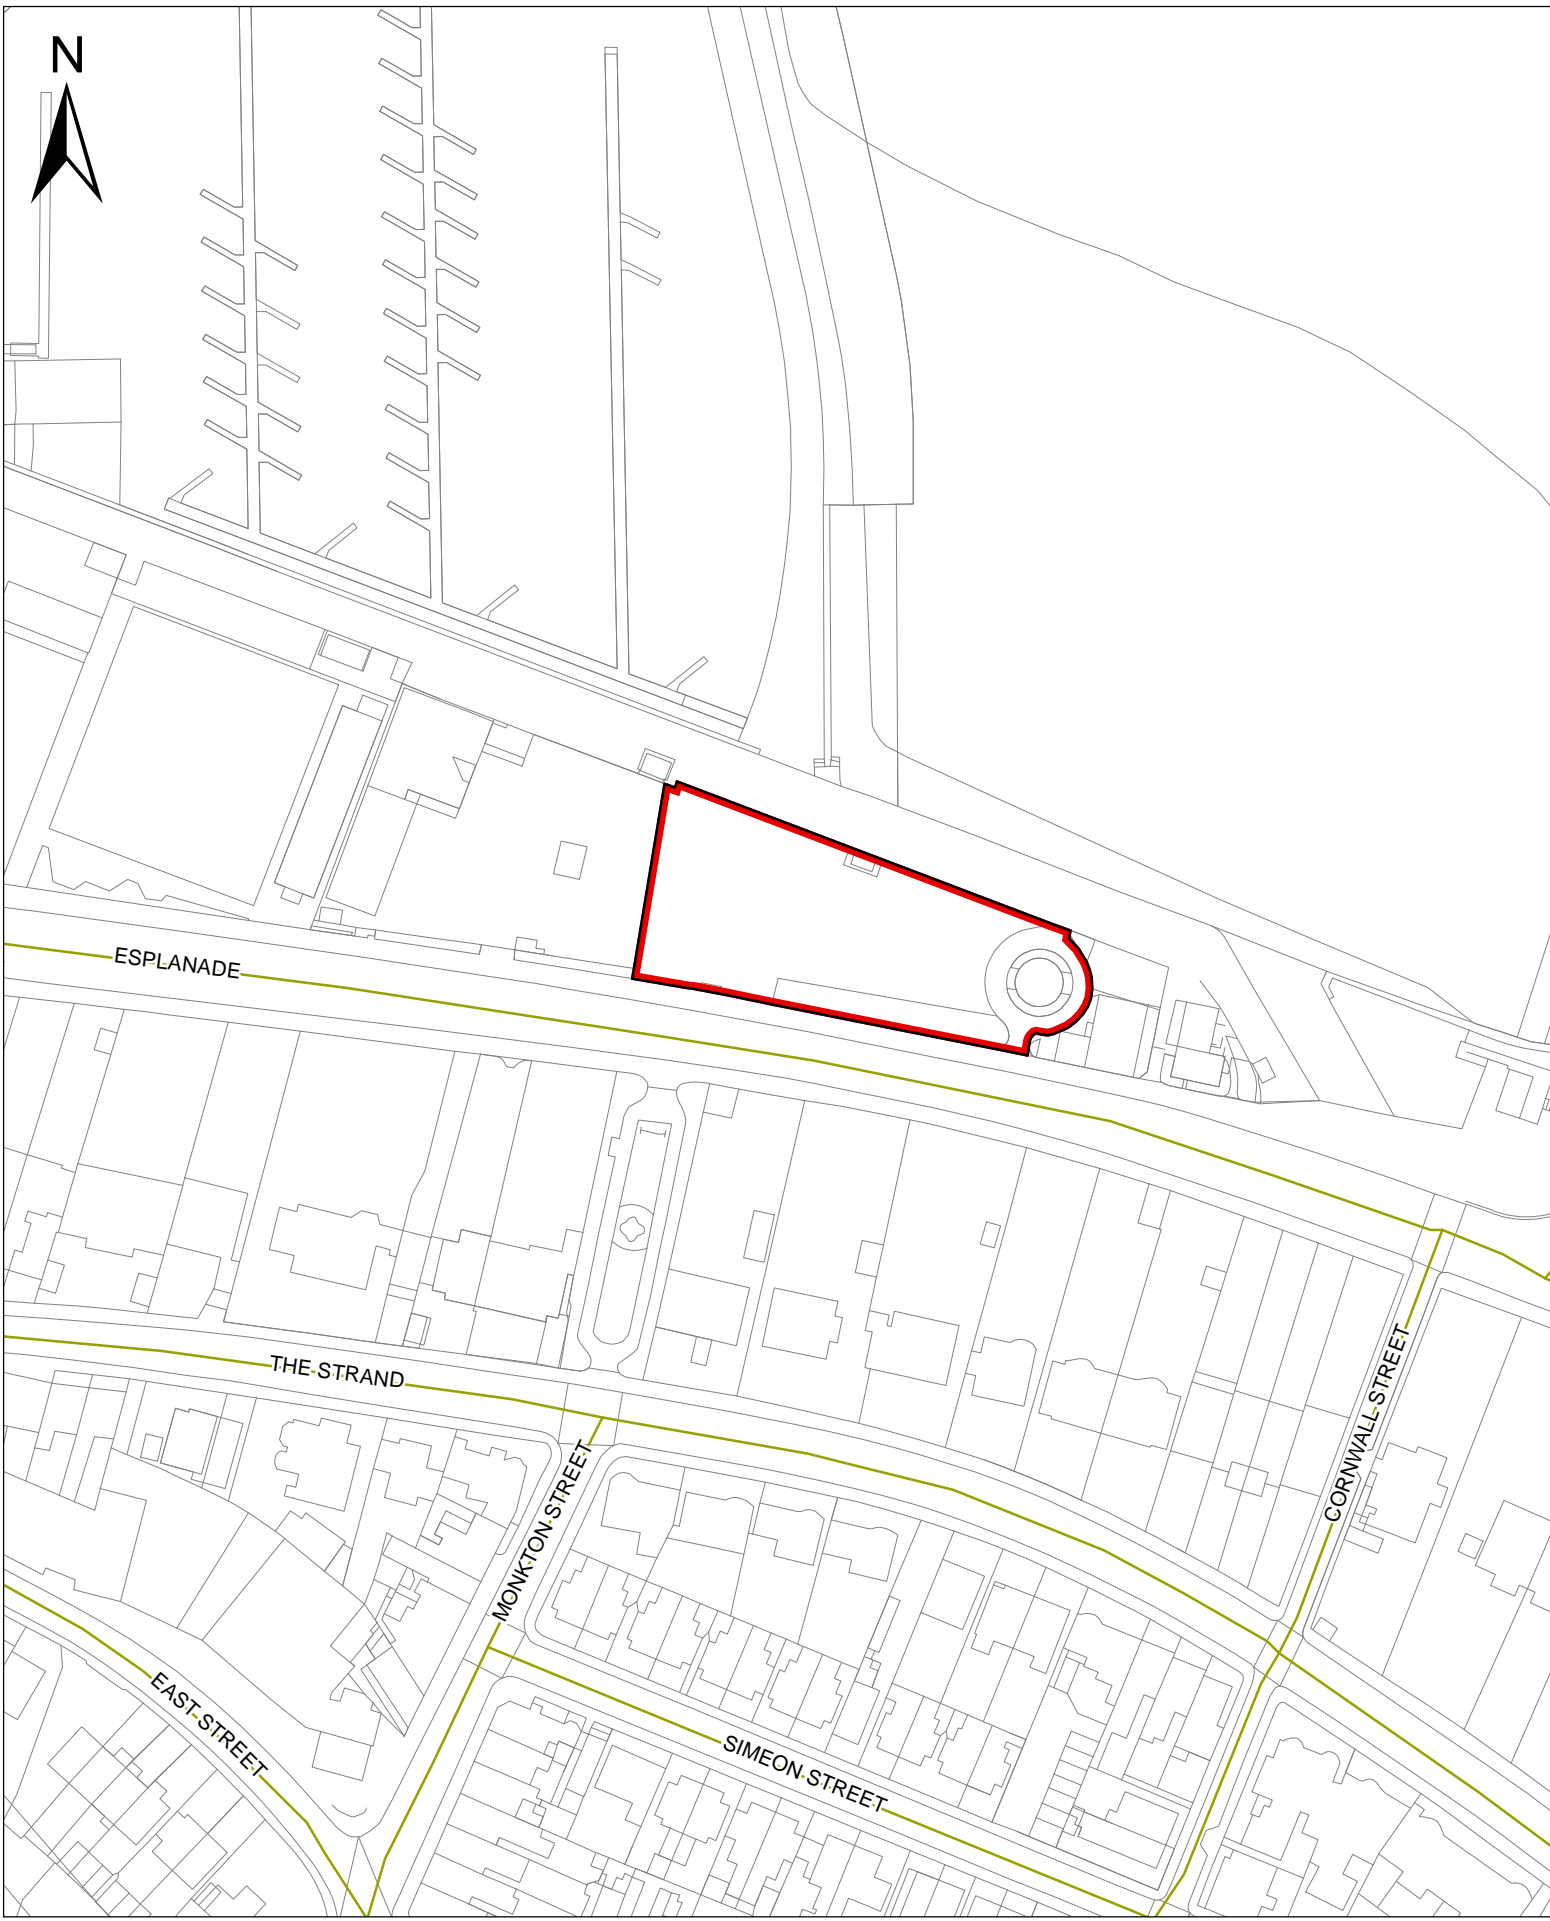 N
ESPLANADE
THE STRAND
MONKTON STREET
CORNWALL STREET
EAST STREET
SIMEON STREET